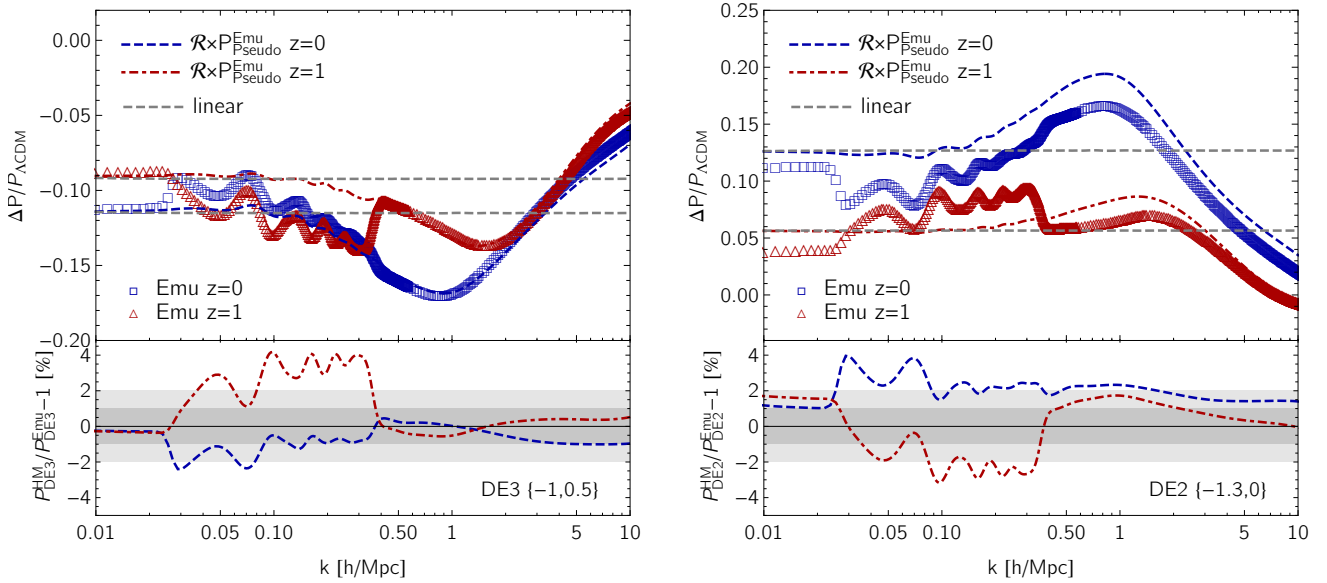 0.00
-0.05
-0.10
-0.15
-0.20
ΔP/P_ΛCDM
ℛ×P^Emu_Pseudo z=0
ℛ×P^Emu_Pseudo z=1
linear
Emu z=0
Emu z=1
4
2
0
-2
-4
P^HM_DE3/P^Emu_DE3-1 [%]
DE3 {-1,0.5}
0.01
0.05
0.10
0.50
1
5
10
k [h/Mpc]
0.25
0.20
0.15
0.10
0.05
0.00
ΔP/P_ΛCDM
ℛ×P^Emu_Pseudo z=0
ℛ×P^Emu_Pseudo z=1
linear
Emu z=0
Emu z=1
4
2
0
-2
-4
P^HM_DE2/P^Emu_DE2-1 [%]
DE2 {-1.3,0}
0.01
0.05
0.10
0.50
1
5
10
k [h/Mpc]